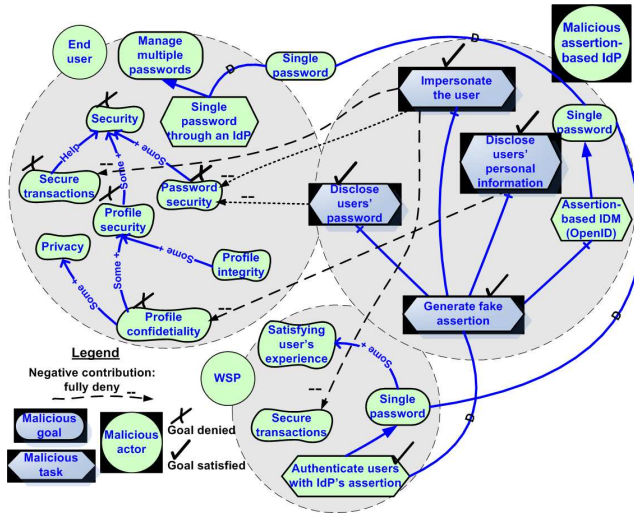 End
user
Manage
multiple
passwords
D
Single
password
D
Malicious
assertion-
based IdP
Impersonate
the user
Single
password
through an IdP
Security
Single
password
Help
Some +
Some +
--
Disclose
users'
personal
information
Secure
transactions
Password
security
--
--
Disclose
users'
password
Assertion-
based IDM
(OpenID)
Profile
security
Privacy
Some +
Profile
integrity
Some +
Some +
--
Generate fake
assertion
Profile
confidetiality
Satisfying
user's
experience
Some +
D
Legend
Negative contribution:
fully deny
--
WSP
--
Single
password
D
Malicious
goal
Malicious
actor
Goal denied
Secure
transactions
Malicious
task
Goal satisfied
Authenticate users
with IdP's assertion